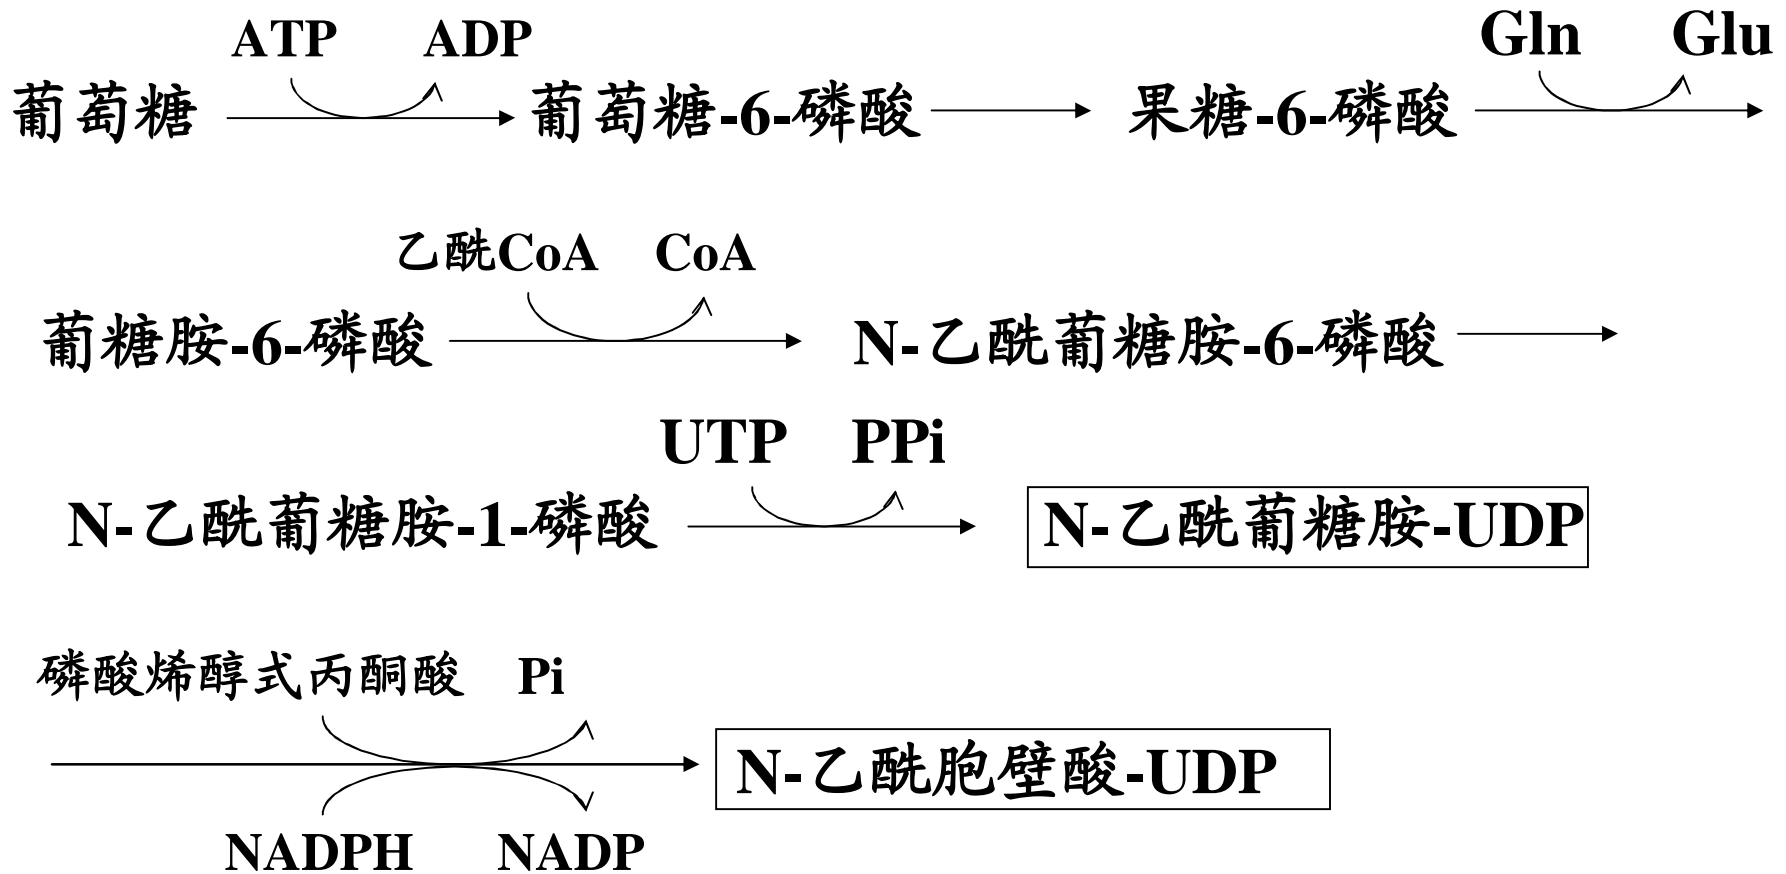 ATP ADP Gln Glu
葡萄糖 葡萄糖-6-磷酸 果糖-6-磷酸
乙酰CoA CoA
葡糖胺-6-磷酸 N-乙酰葡糖胺-6-磷酸
UTP PPi
N-乙酰葡糖胺-1-磷酸 N-乙酰葡糖胺-UDP
磷酸烯醇式丙酮酸 Pi
N-乙酰胞壁酸-UDP
NADPH NADP